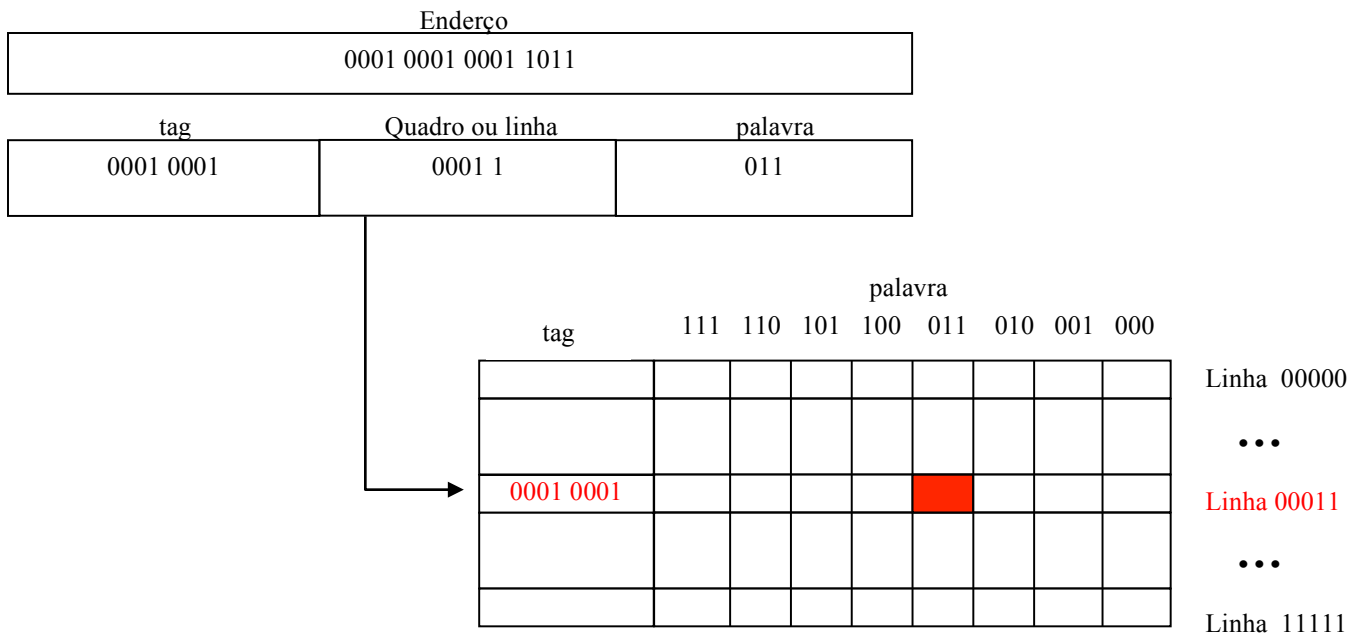 Enderço
0001 0001 0001 1011
tag Quadro ou linha palavra
0001 0001 0001 1 011
palavra
tag 111 110 101 100 011 010 001 000
Linha 00000
...
0001 0001 Linha 00011
...
Linha 11111